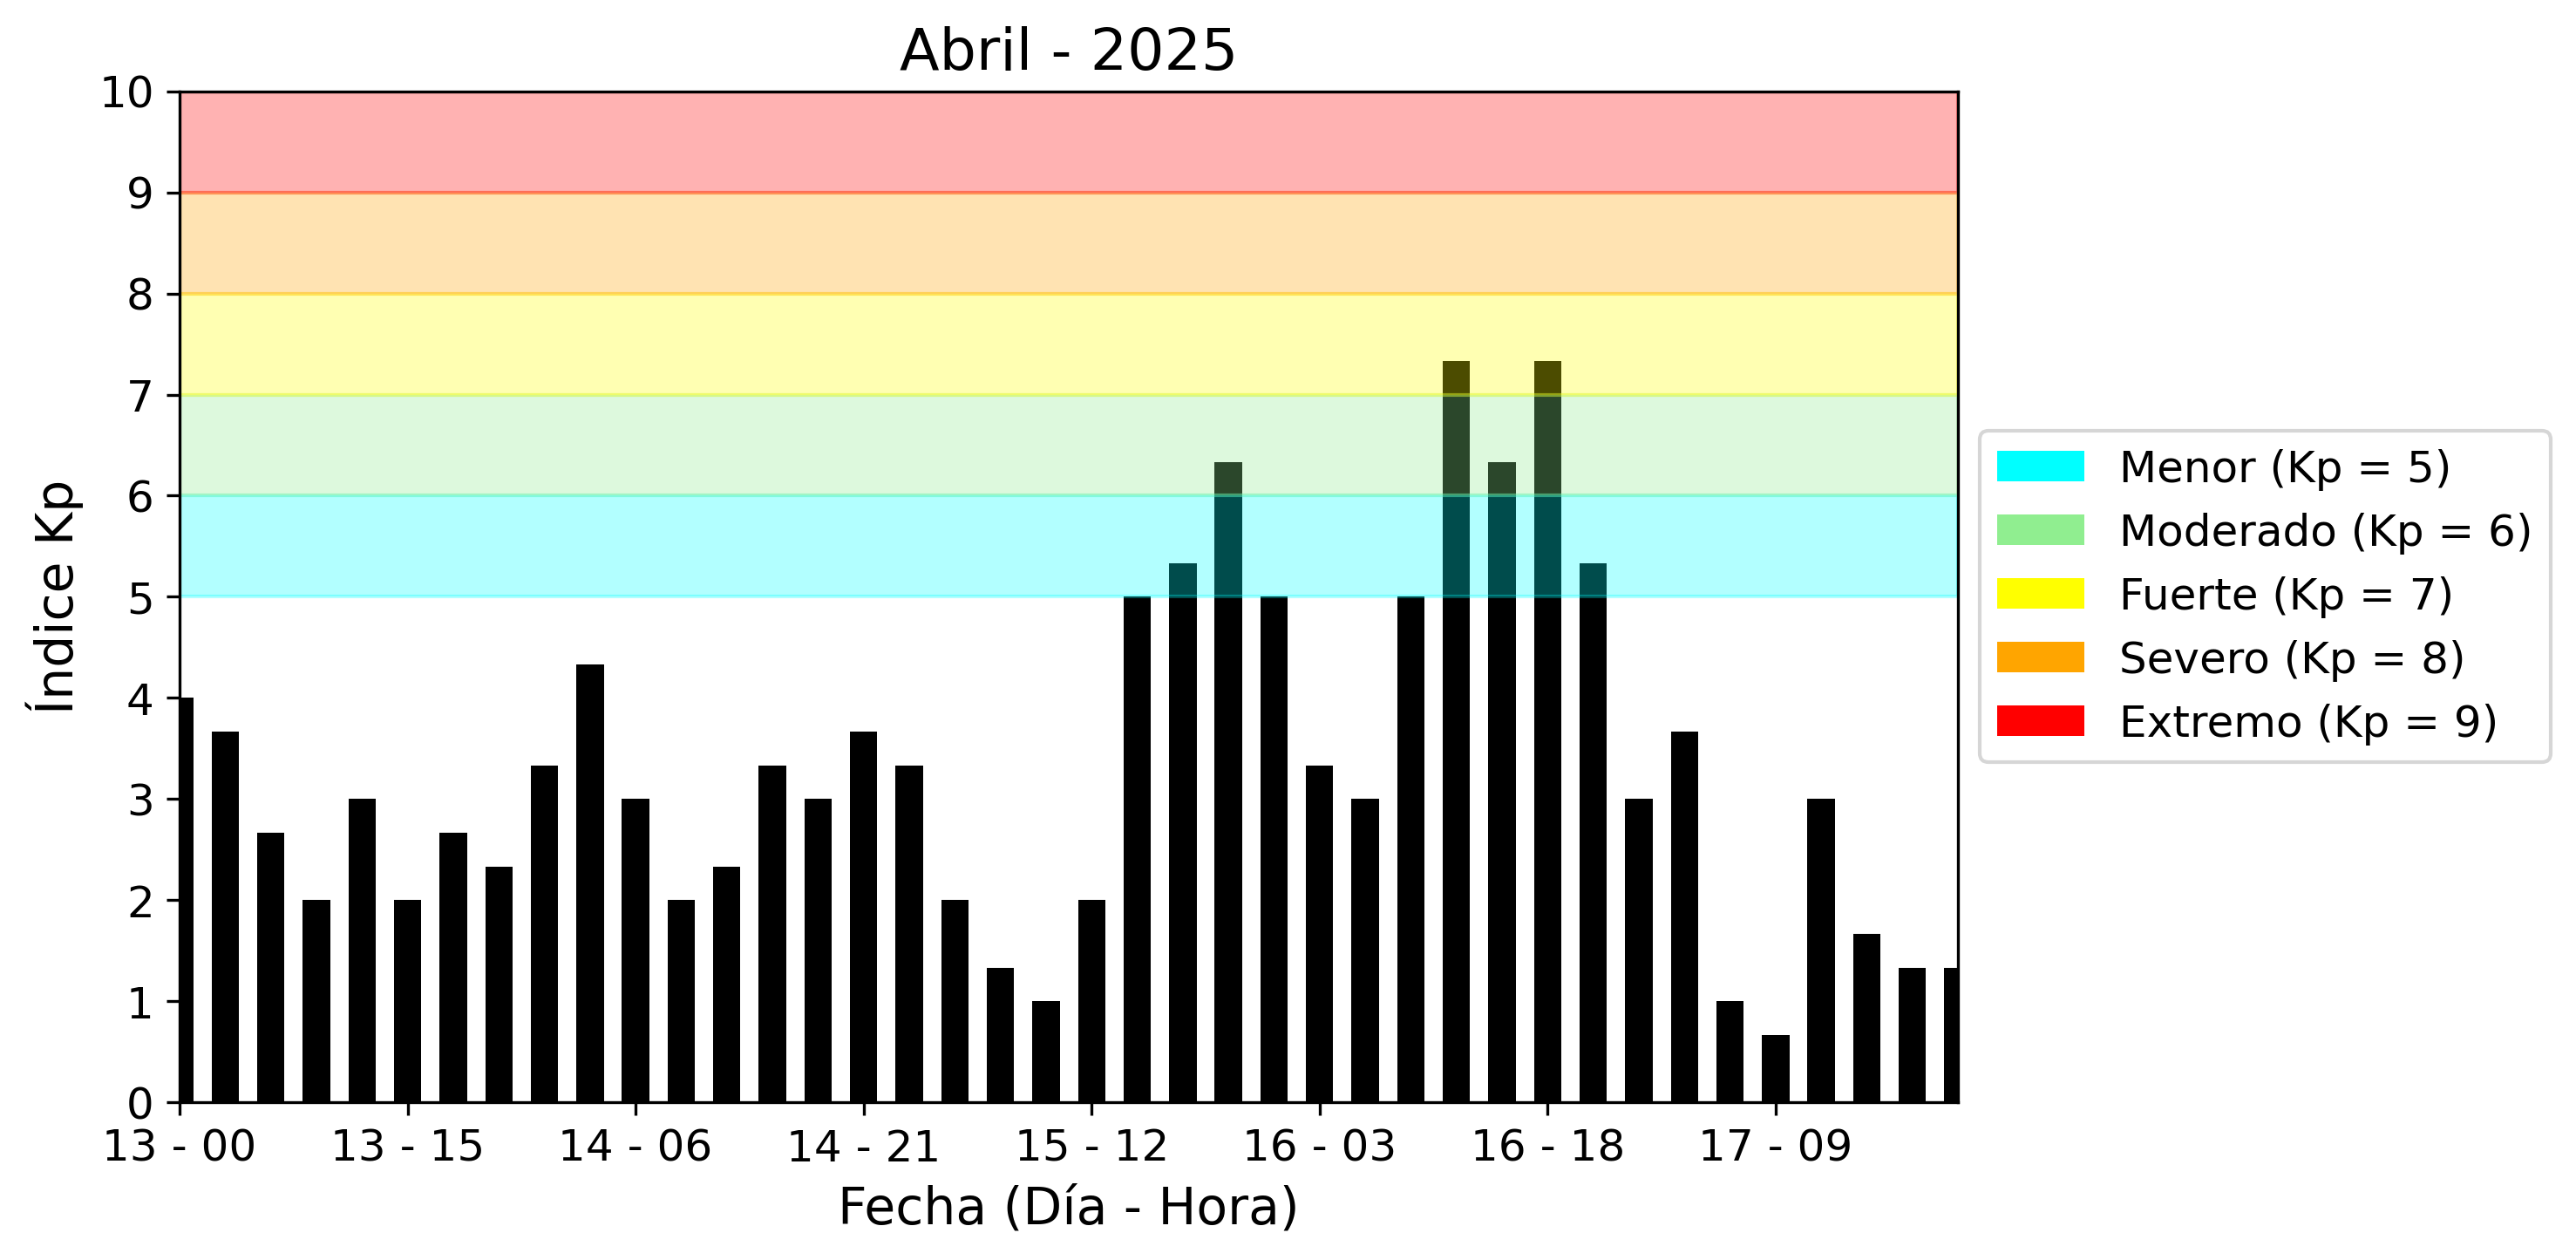 Abril - 2025
10
9
8
7
6
5
4
3
2
1
0
Índice Kp
13 - 00
13 - 15
14 - 06
14 - 21
15 - 12
16 - 03
16 - 18
17 - 09
Fecha (Día - Hora)
Menor (Kp = 5)
Moderado (Kp = 6)
Fuerte (Kp = 7)
Severo (Kp = 8)
Extremo (Kp = 9)